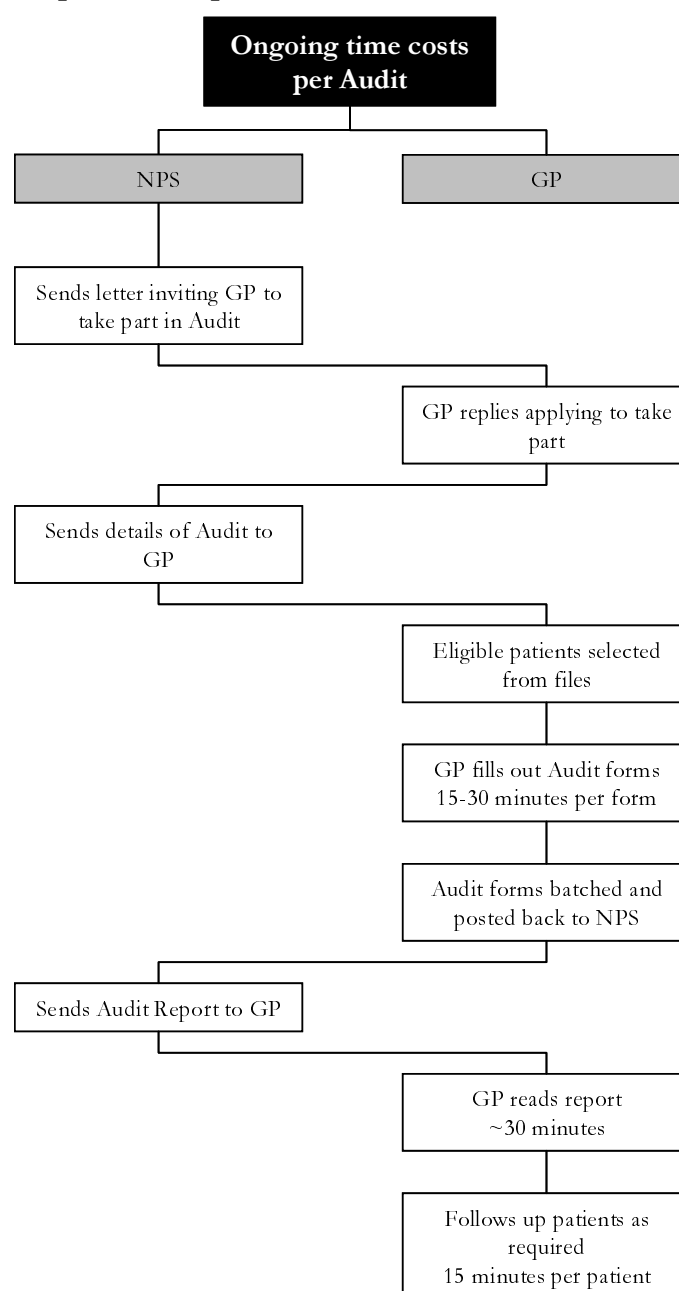 Ongoing time costs
per Audit
NPS
GP
Sends letter inviting GP to
take part in Audit
GP replies applying to take
part
Sends details of Audit to
GP
Eligible patients selected
from files
GP fills out Audit forms
15-30 minutes per form
Audit forms batched and
posted back to NPS
Sends Audit Report to GP
GP reads report
~30 minutes
Follows up patients as
required
15 minutes per patient